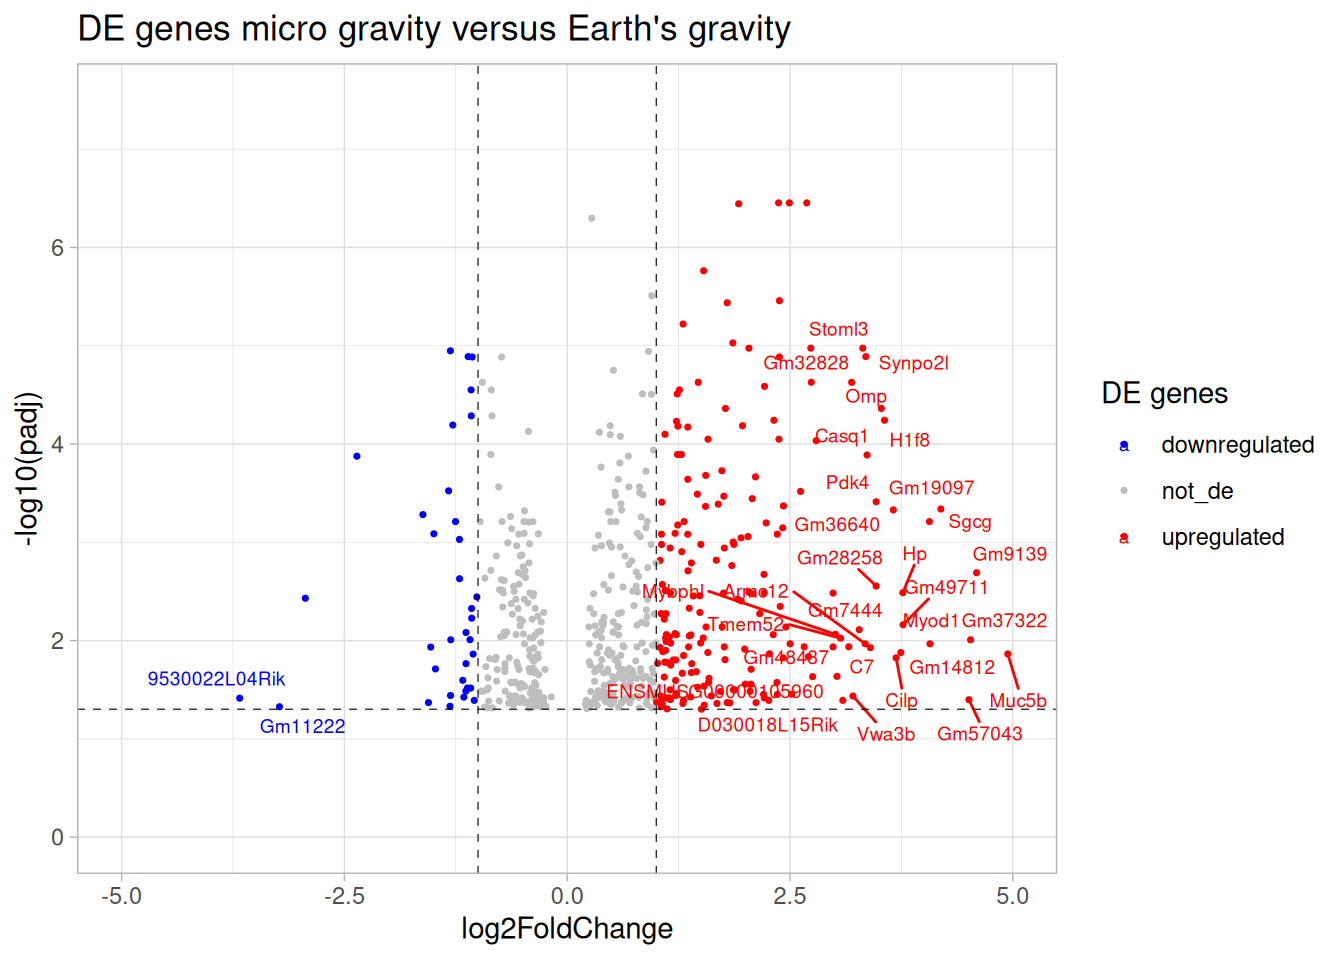 DE genes micro gravity versus Earth's gravity
-log10(padj)
6
4
2
0
Stoml3
Gm32828
Synpo2l
Omp
Casq1
H1f8
Pdk4
Gm19097
Gm36640
Sgcg
Gm28258
Hp
Gm9139
Mybphl
Armc12
Gm49711
Gm7444
Tmem52
Myod1
Gm37322
Gm48487
C7
Gm14812
9530022L04Rik
ENSMUSG00000105960
Cilp
Muc5b
Gm11222
D030018L15Rik
Vwa3b
Gm57043
-5.0
-2.5
0.0
2.5
5.0
log2FoldChange
DE genes
a downregulated
not_de
a upregulated